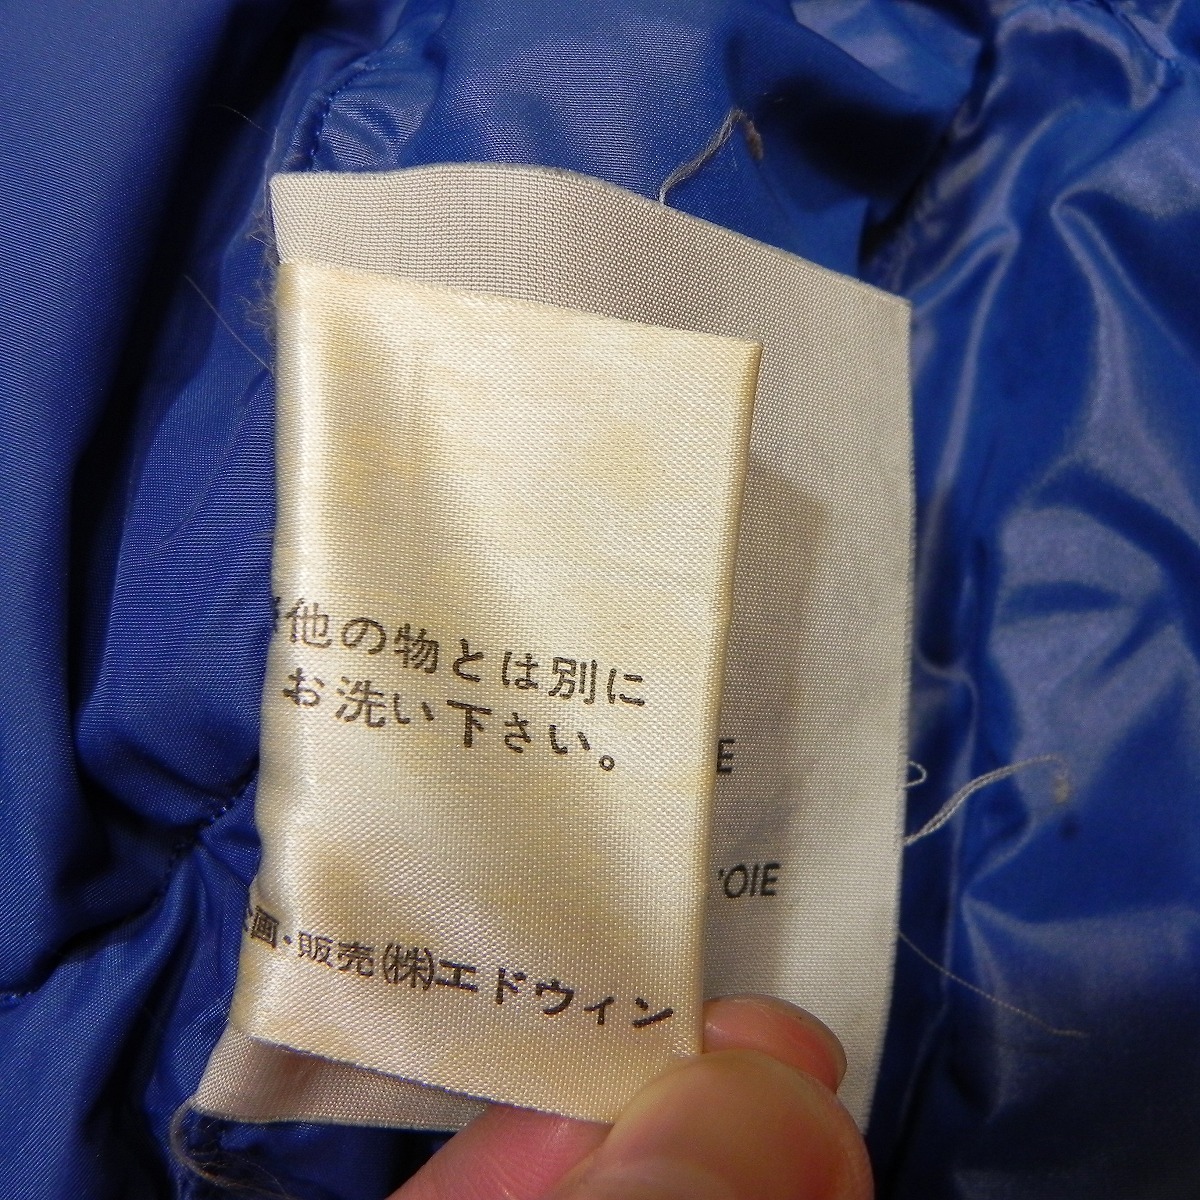 ※他の物とは別に
お洗い下さい。
企画・販売㈱エドウィン
E
OIE